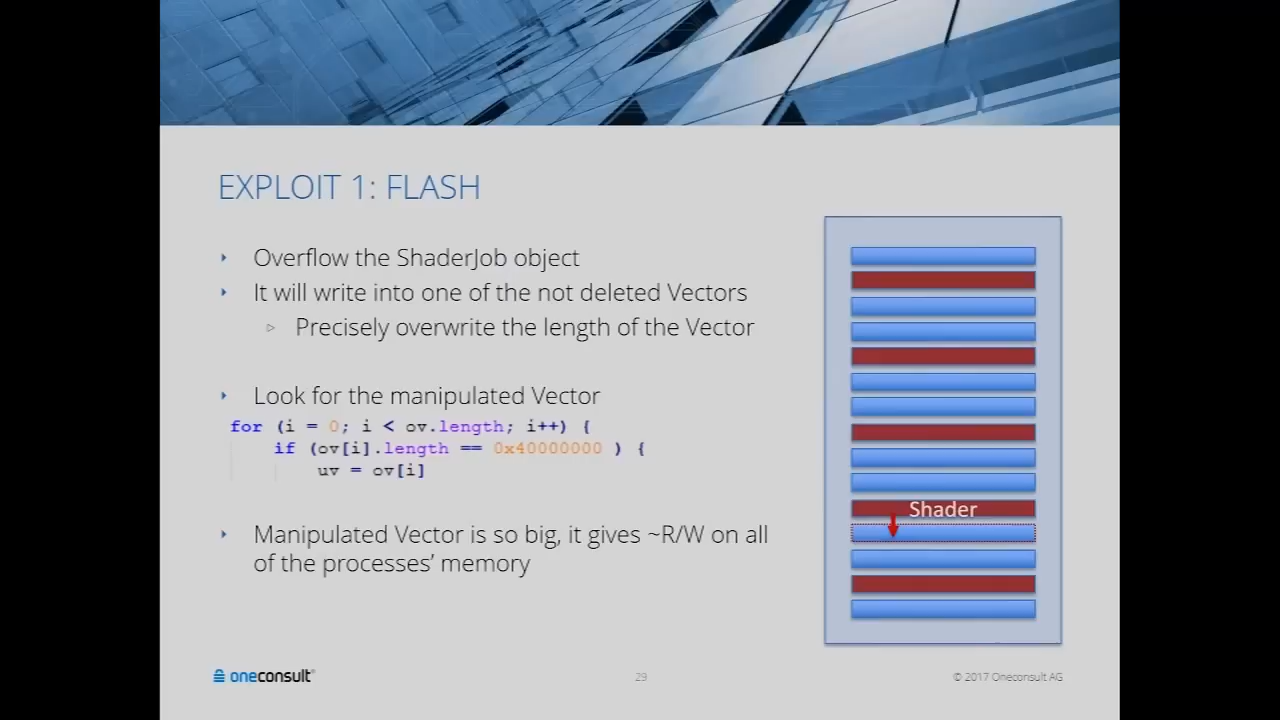 EXPLOIT 1: FLASH
Overflow the ShaderJob object
It will write into one of the not deleted Vectors
Precisely overwrite the length of the Vector
Look for the manipulated Vector
for (i = 0; i < ov.length; i++) {
if (ov[i].length == 0x40000000 ) {
uv = ov[i]
Manipulated Vector is so big, it gives ~R/W on all
of the processes’ memory
Shader
oneconsult®
29
© 2017 Oneconsult AG